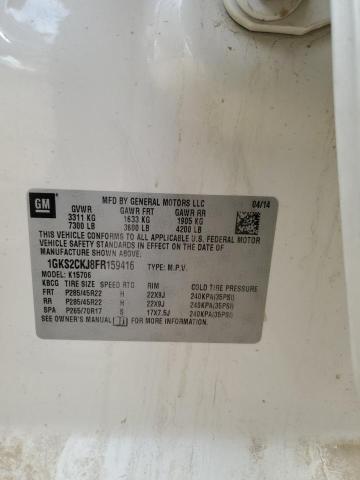 GM
MFD BY GENERAL MOTORS LLC 04/14
GVWR GAWR FRT GAWR RR
3311 KG 1633 KG 1905 KG
7300 LB 3600 LB 4200 LB
THIS VEHICLE CONFORMS TO ALL APPLICABLE U.S. FEDERAL MOTOR
VEHICLE SAFETY STANDARDS IN EFFECT ON THE DATE OF
MANUFACTURE SHOWN ABOVE.
1GKS2CKJ8FR159416 TYPE: M.P.V.
MODEL: K15706
KBCG TIRE SIZE SPEED RTG RIM COLD TIRE PRESSURE
FRT P285/45R22 H 22X9J 240KPA(35PSI)
RR P285/45R22 H 22X9J 240KPA(35PSI)
SPA P265/70R17 S 17X7.5J 240KPA(35PSI)
SEE OWNERS MANUAL FOR MORE INFORMATION.